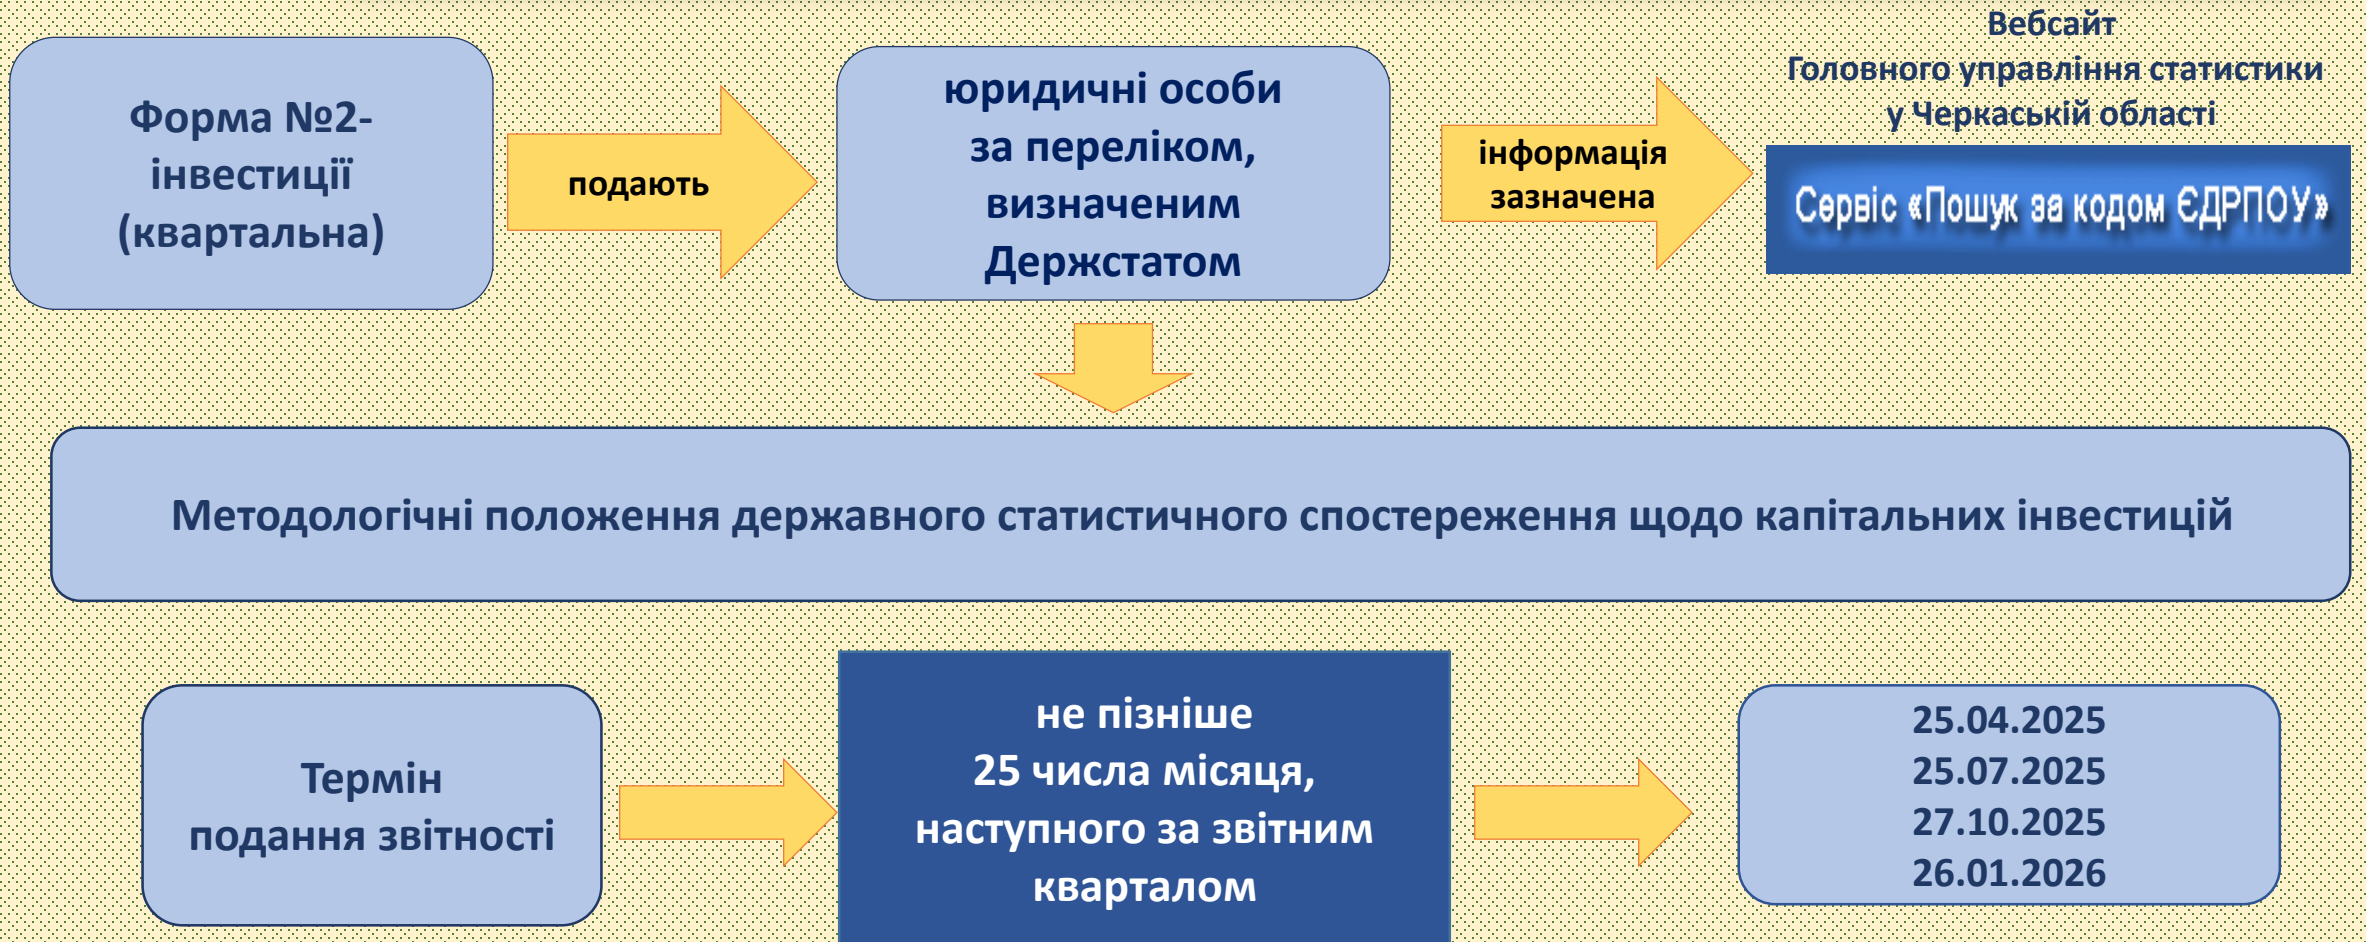 Форма №2-
інвестиції
(квартальна)
подають
юридичні особи
за переліком,
визначеним
Держстатом
інформація
зазначена
Вебсайт
Головного управління статистики
у Черкаській області
Сервіс «Пошук за кодом ЄДРПОУ»
Методологічні положення державного статистичного спостереження щодо капітальних інвестицій
Термін
подання звітності
не пізніше
25 числа місяця,
наступного за звітним
кварталом
25.04.2025
25.07.2025
27.10.2025
26.01.2026